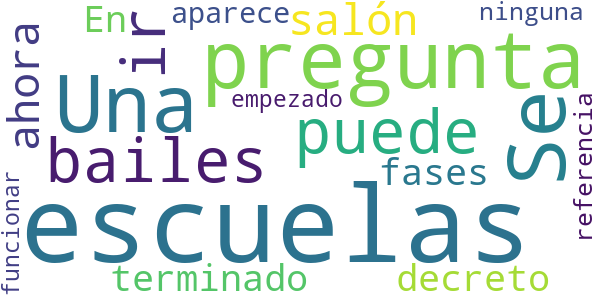 En
aparece
salón
ninguna
ahora
ir
Una
pregunta
empezado
bailes
puede
Se
fases
referencia
funcionar
escuelas
terminado
decreto